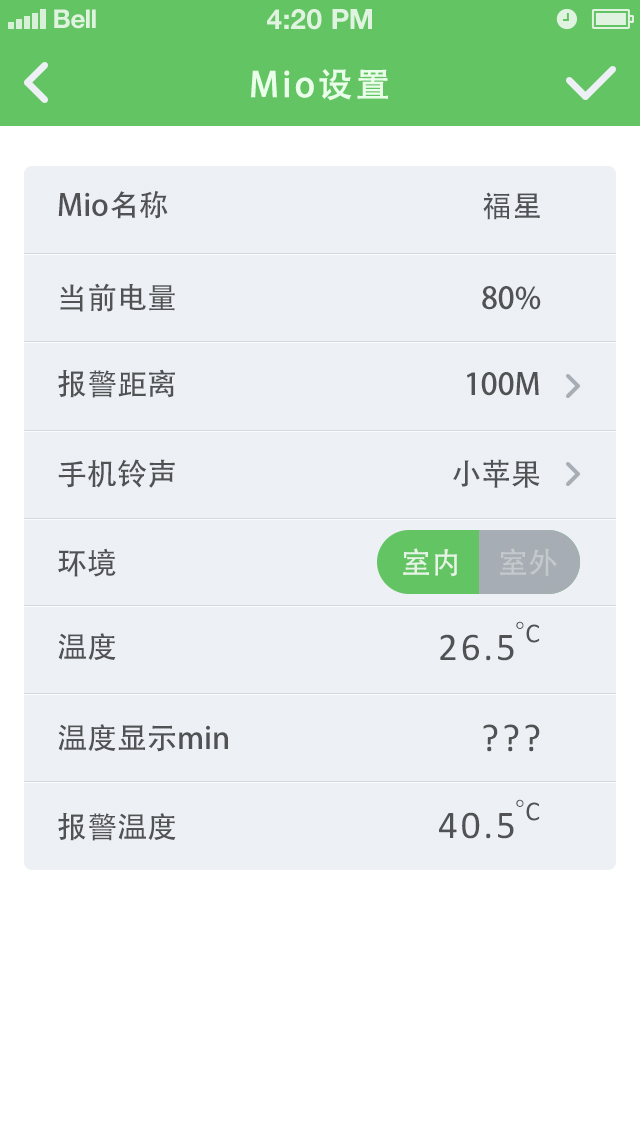 Bell 4:20 PM
Mio设置
Mio名称 福星
当前电量 80%
报警距离 100M
手机铃声 小苹果
环境 室内 室外
温度 26.5°C
温度显示min ???
报警温度 40.5°C